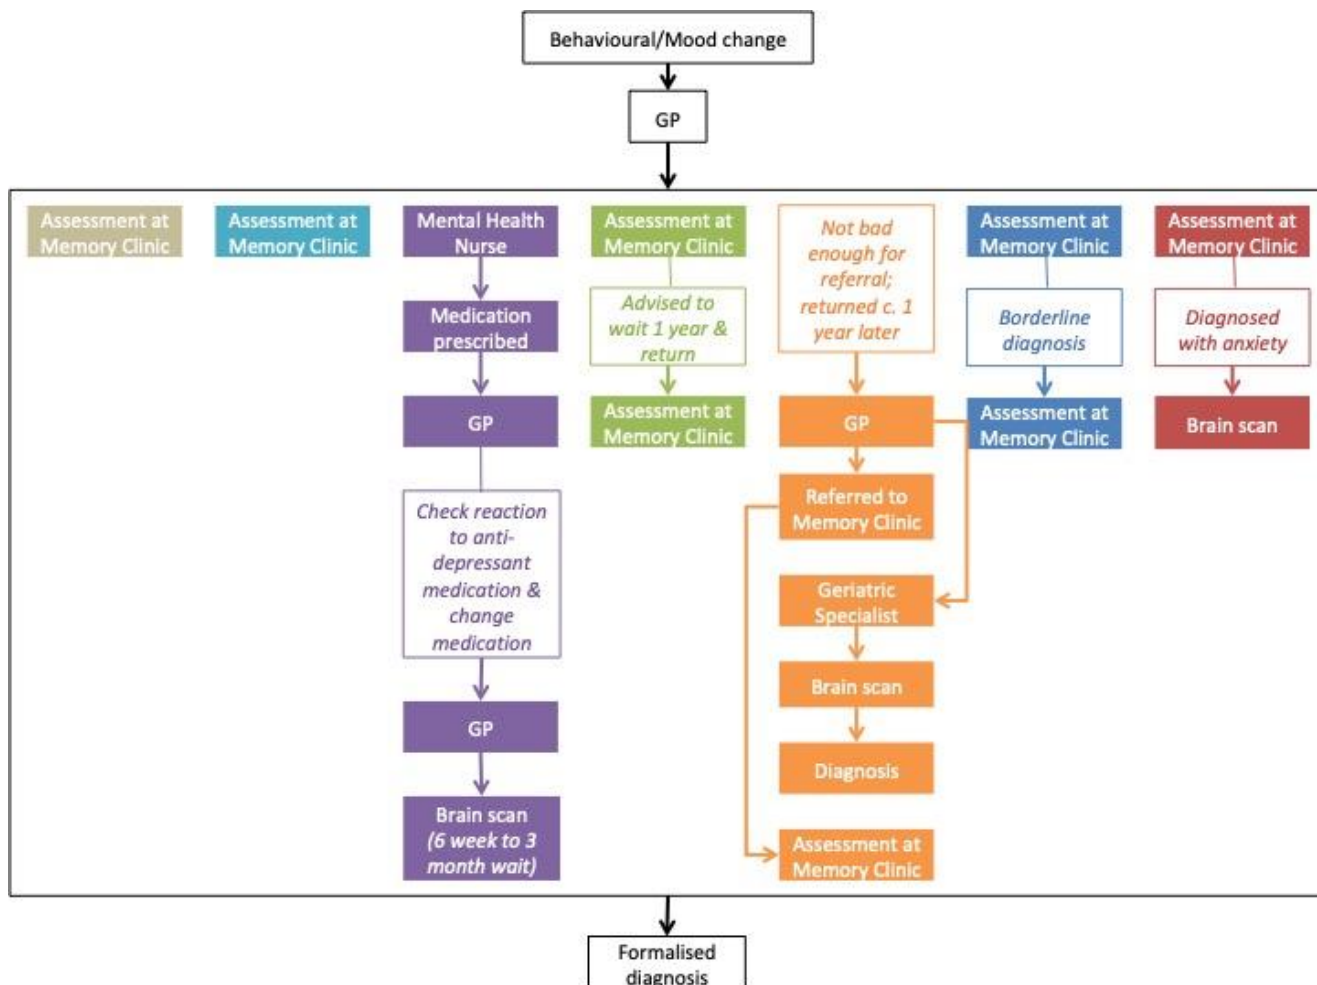 Behavioural/Mood change
GP
Assessment at
Memory Clinic
Assessment at
Memory Clinic
Mental Health
Nurse
Medication
prescribed
GP
Check reaction
to anti-
depressant
medication &
change
medication
GP
Brain scan
(6 week to 3
month wait)
Assessment at
Memory Clinic
Advised to
wait 1 year &
return
Assessment at
Memory Clinic
Not bad
enough for
referral;
returned c. 1
year later
GP
Referred to
Memory Clinic
Geriatric
Specialist
Brain scan
Diagnosis
Assessment at
Memory Clinic
Assessment at
Memory Clinic
Borderline
diagnosis
Assessment at
Memory Clinic
Assessment at
Memory Clinic
Diagnosed
with anxiety
Brain scan
Formalised
diagnosis